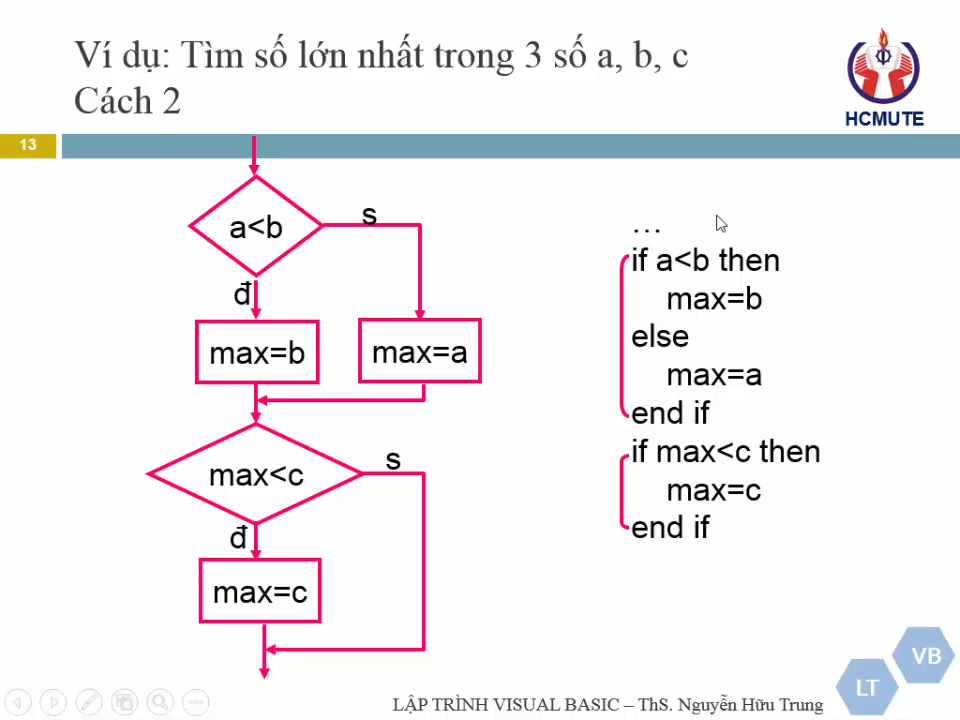 Ví dụ: Tìm số lớn nhất trong 3 số a, b, c
Cách 2
HCMUTE
13
a<b
s
đ
max=b
max=a
max<c
s
đ
max=c
…
if a<b then
max=b
else
max=a
end if
if max<c then
max=c
end if
VB
LT
LẬP TRÌNH VISUAL BASIC – ThS. Nguyễn Hữu Trung